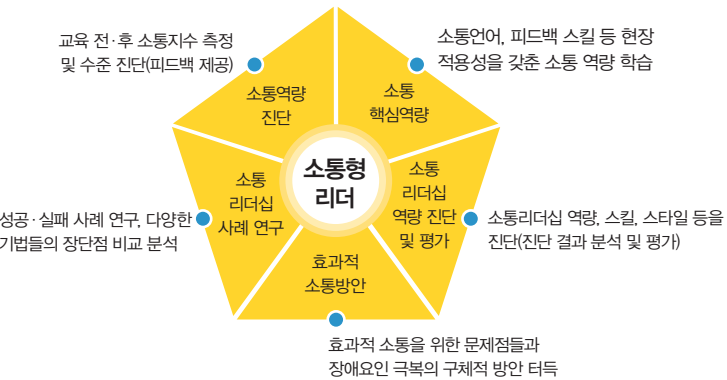 교육 전·후 소통지수 측정
및 수준 진단(피드백 제공)
소통언어, 피드백 스킬 등 현장
적용성을 갖춘 소통 역량 학습
소통역량
진단
소통
핵심역량
소통형
리더
소통
리더십
사례 연구
소통
리더십
역량 진단
및 평가
성공·실패 사례 연구, 다양한
기법들의 장단점 비교 분석
소통리더십 역량, 스킬, 스타일 등을
진단(진단 결과 분석 및 평가)
효과적
소통방안
효과적 소통을 위한 문제점들과
장애요인 극복의 구체적 방안 터득